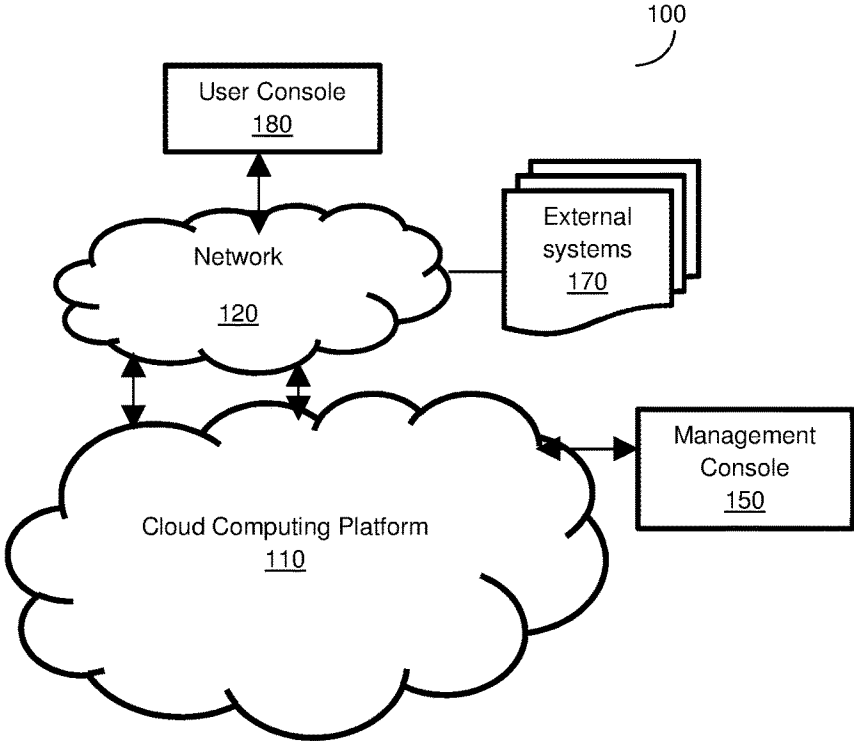 100
User Console
180
External
systems
170
Network
120
Management
Console
150
Cloud Computing Platform
110